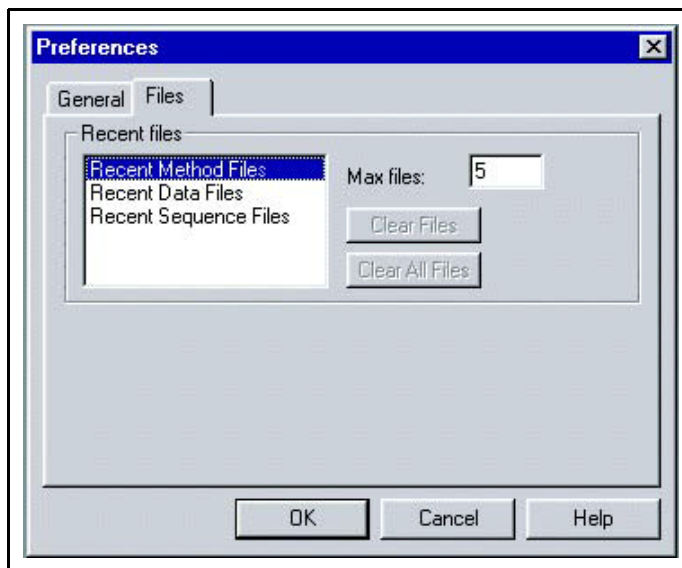 Preferences
General Files
Recent files
Recent Method Files
Recent Data Files
Recent Sequence Files
Max files: 5
Clear Files
Clear All Files
OK Cancel Help